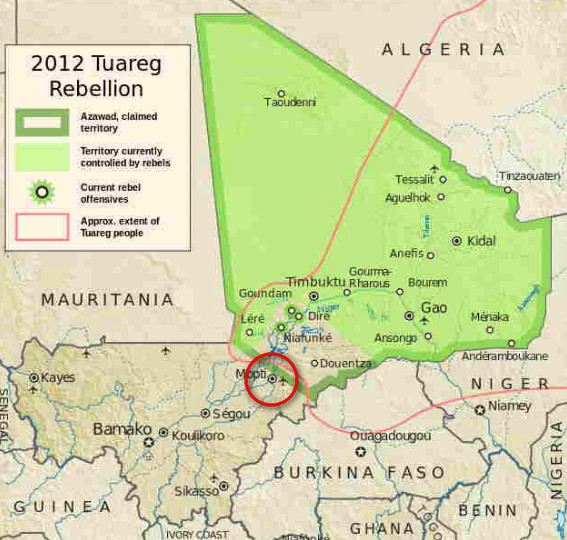 2012 Tuareg
Rebellion
Azawad, claimed
territory
Territory currently
controlled by rebels
Current rebel
offensives
Approx. extent of
Tuareg people
ALGERIA
Taoudenni
Tessalit
Tinzaouaten
Aguelhok
Kidal
Anefis
Gourma-
Rharous
Bourem
Timbuktu
Goundam
MAURITANIA
Niger
Diré
Gao
Léré
Niafunké
Ansongo
Ménaka
Andéramboukane
Douentza
Mopti
Kayes
NIGER
Niamey
SENEGAL
Ségou
Bamako
Koulikoro
Ouagadougou
BURKINA FASO
Sikasso
GUINEA
BENIN
NIGERIA
IVORY COAST
GHANA
TOGO